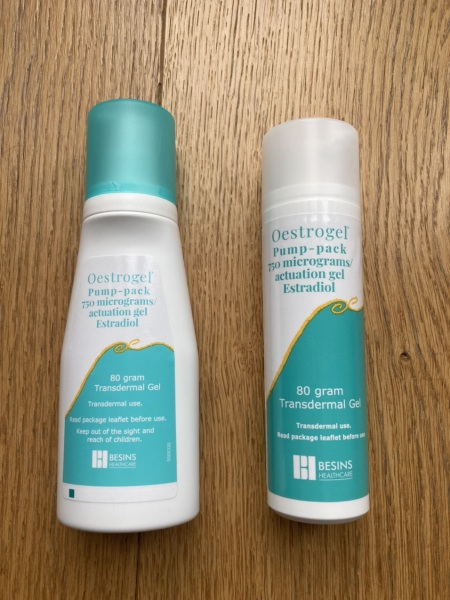 Oestrogel
Pump-pack
750 micrograms/
actuation gel
Estradiol
80 gram
Transdermal Gel
Transdermal use.
Read package leaflet before use.
Keep out of the sight and
reach of children.
BESINS
HEALTHCARE
Oestrogel
Pump-pack
750 micrograms/
actuation gel
Estradiol
80 gram
Transdermal Gel
Transdermal use.
Read package leaflet before use
BESINS
HEALTHCARE